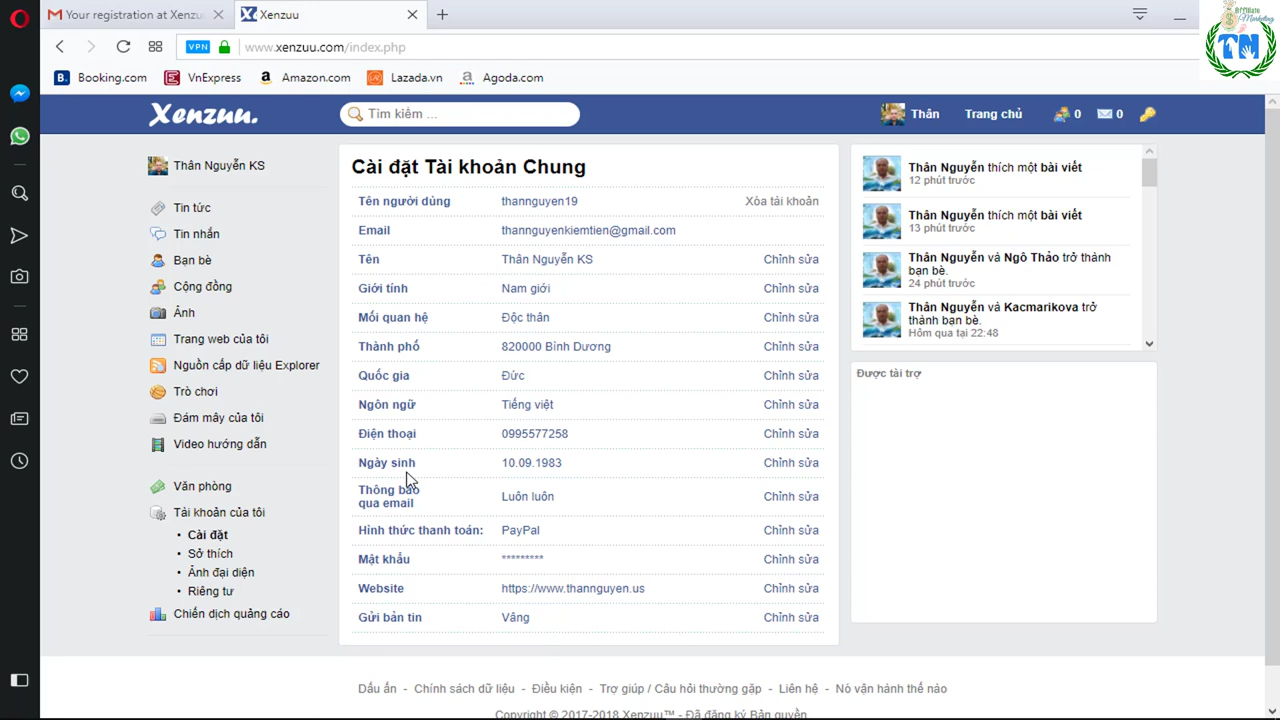 Your registration at Xenzuu
Xenzuu
Affiliate
Marketing
TN
VPN
www.xenzuu.com/index.php
B. Booking.com
E VnExpress
a Amazon.com
Lazada.vn
a Agoda.com
Xenzuu.
Tìm kiếm ...
Thân
Trang chủ
0
0
Thân Nguyễn KS
Tin tức
Tin nhắn
Bạn bè
Cộng đồng
Ảnh
Trang web của tôi
Nguồn cấp dữ liệu Explorer
Trò chơi
Đám mây của tôi
Video hướng dẫn
Văn phòng
Tài khoản của tôi
• Cài đặt
• Sở thích
• Ảnh đại diện
• Riêng tư
Chiến dịch quảng cáo
Cài đặt Tài khoản Chung
Tên người dùng thannguyen19 Xóa tài khoản
Email thannguyenkiemtien@gmail.com
Tên Thân Nguyễn KS Chỉnh sửa
Giới tính Nam giới Chỉnh sửa
Mối quan hệ Độc thân Chỉnh sửa
Thành phố 820000 Bình Dương Chỉnh sửa
Quốc gia Đức Chỉnh sửa
Ngôn ngữ Tiếng việt Chỉnh sửa
Điện thoại 0995577258 Chỉnh sửa
Ngày sinh 10.09.1983 Chỉnh sửa
Thông báo
qua email Luôn luôn Chỉnh sửa
Hình thức thanh toán: PayPal Chỉnh sửa
Mật khẩu ********* Chỉnh sửa
Website https://www.thannguyen.us Chỉnh sửa
Gửi bản tin Vâng Chỉnh sửa
Thân Nguyễn thích một bài viết
12 phút trước
Thân Nguyễn thích một bài viết
13 phút trước
Thân Nguyễn và Ngô Thảo trở thành
bạn bè.
24 phút trước
Thân Nguyễn và Kacmarikova trở
thành bạn bè.
Hôm qua tại 22:48
Được tài trợ
Dấu ấn - Chính sách dữ liệu - Điều kiện - Trợ giúp / Câu hỏi thường gặp - Liên hệ - Nó vận hành thế nào
Copyright © 2017-2018 Xenzuu™ - Đã đăng ký Bản quyền